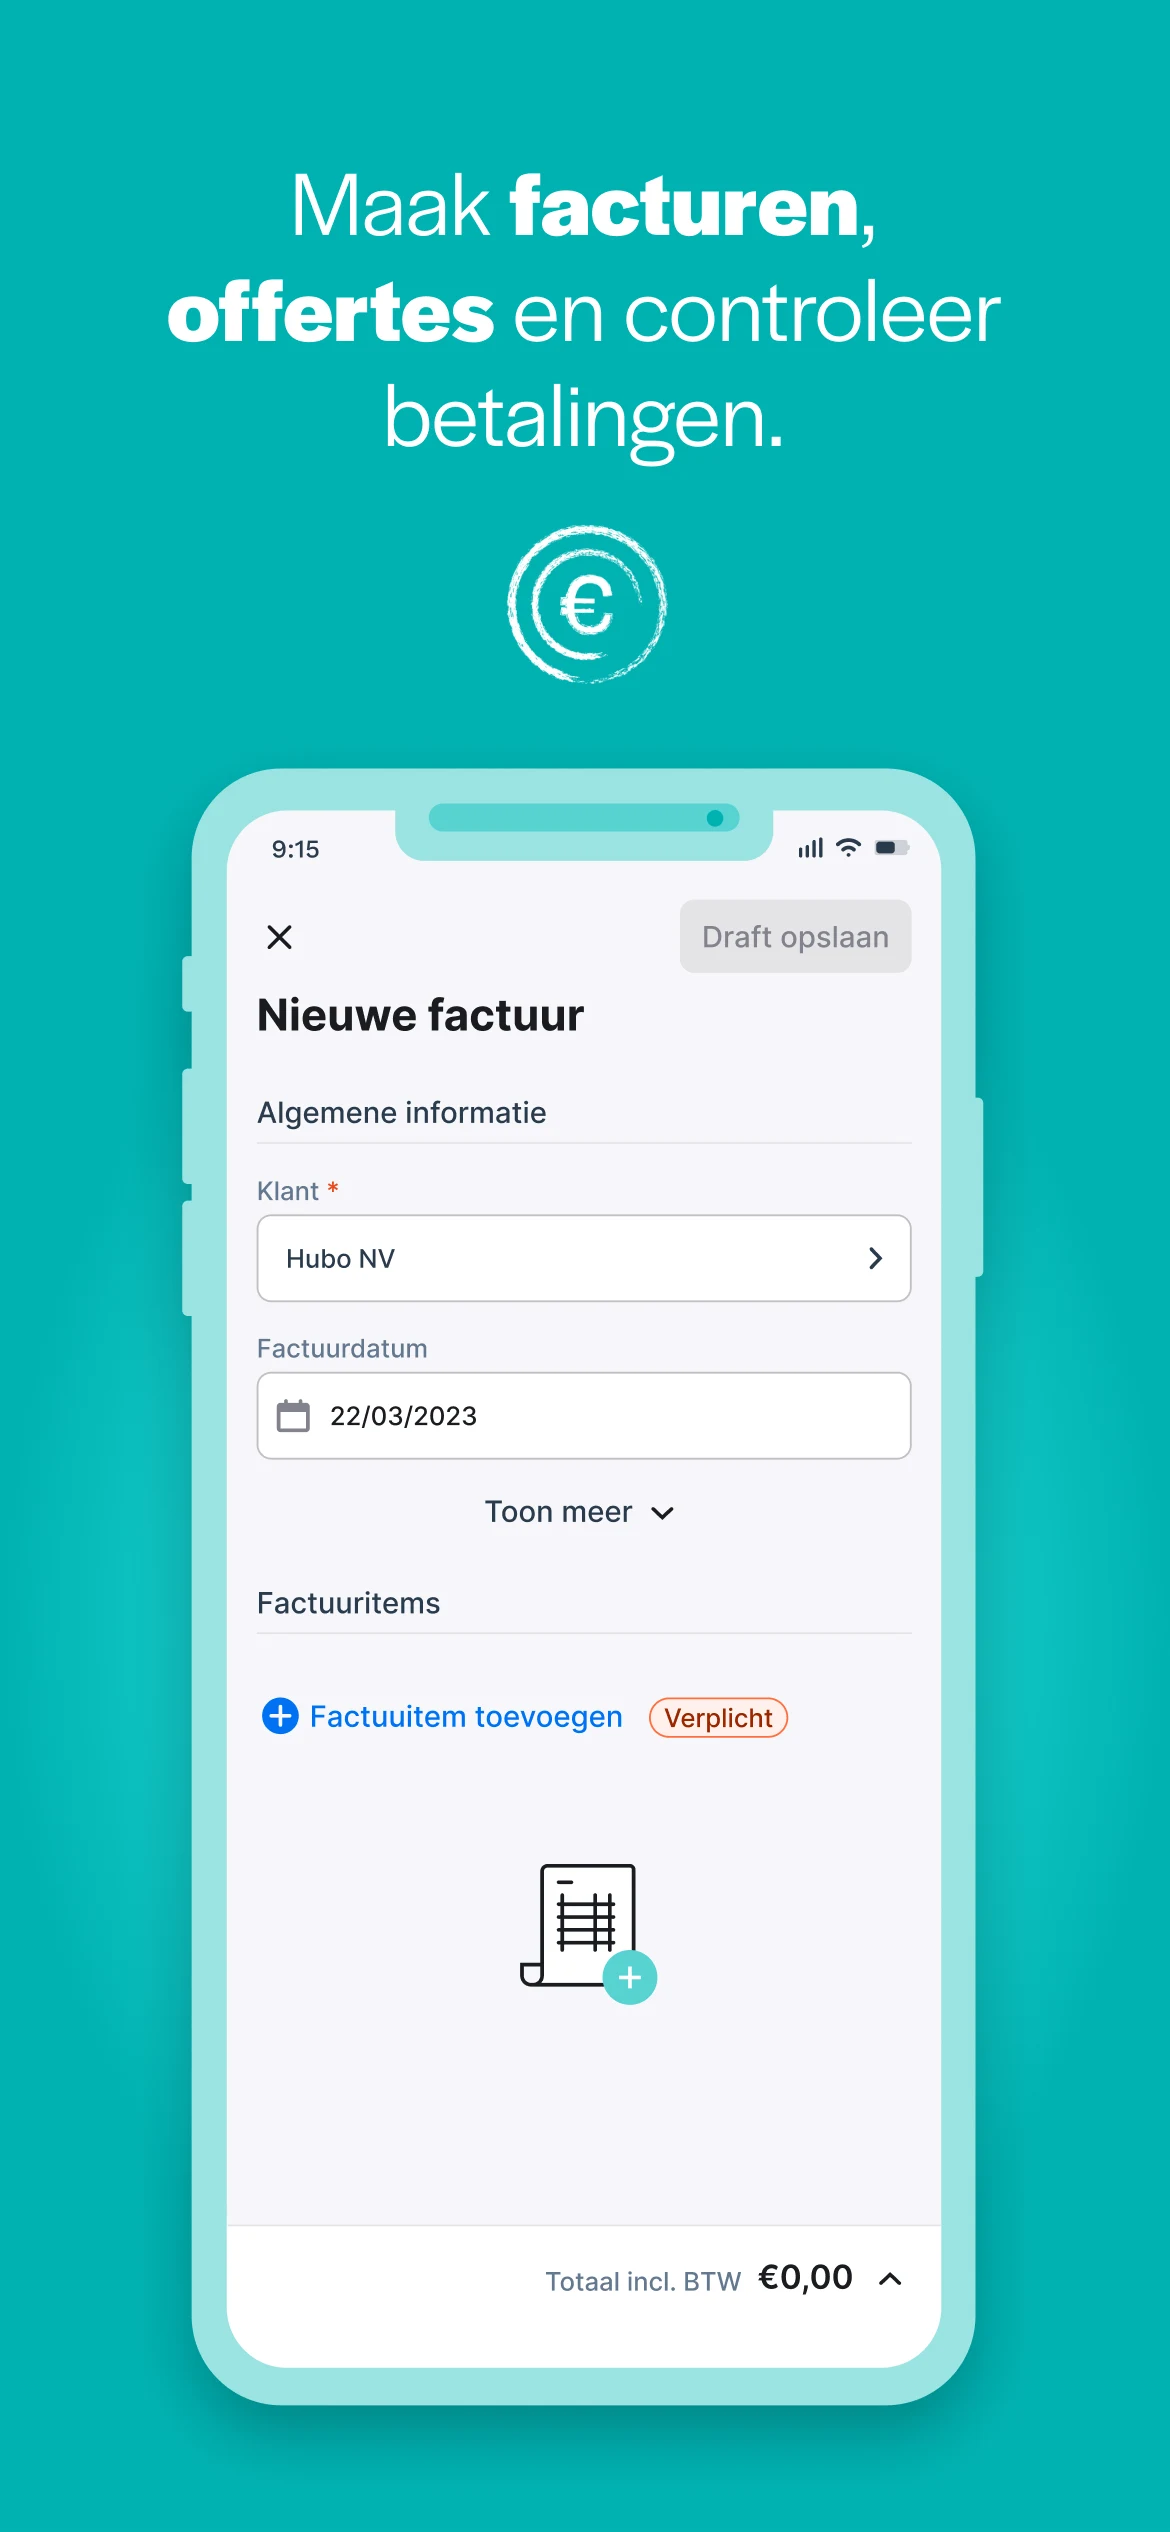 Maak facturen,
offertes en controleer
betalingen.
€
9:15
Draft opslaan
Nieuwe factuur
Algemene informatie
Klant *
Hubo NV
Factuurdatum
22/03/2023
Toon meer
Factuuritems
Factuuitem toevoegen Verplicht
Totaal incl. BTW €0,00